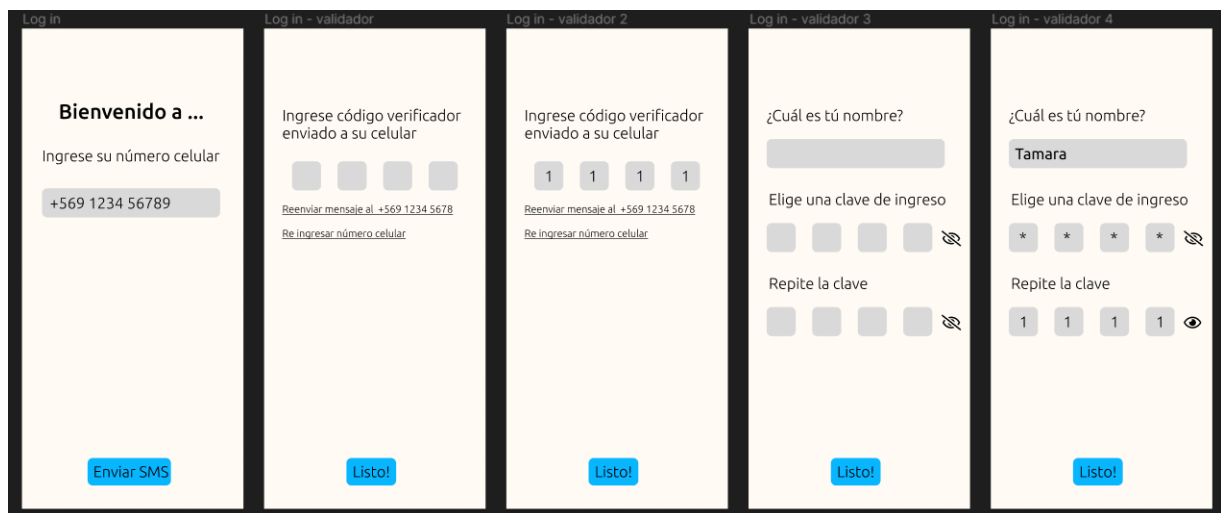 Log in
Bienvenido a ...
Ingrese su número celular
+569 1234 56789
Enviar SMS
Log in - validador
Ingrese código verificador
enviado a su celular
Reenviar mensaje al +569 1234 5678
Re ingresar número celular
Listo!
Log in - validador 2
Ingrese código verificador
enviado a su celular
1 1 1 1
Reenviar mensaje al +569 1234 5678
Re ingresar número celular
Listo!
Log in - validador 3
¿Cuál es tú nombre?
Elige una clave de ingreso
Repite la clave
Listo!
Log in - validador 4
¿Cuál es tú nombre?
Tamara
Elige una clave de ingreso
* * * *
Repite la clave
1 1 1 1
Listo!